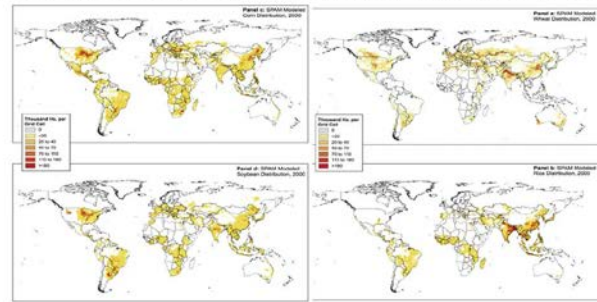 Panel c: SPAM Modeled
Corn Distribution, 2000
Panel a: SPAM Modeled
Wheat Distribution, 2000
Thousand Ha. per
Grid Cell
0
<20
20 to 40
40 to 70
70 to 110
>110 to 160
>160
Thousand Ha. per
Grid Cell
0
<20
20 to 40
40 to 70
70 to 110
>110 to 160
>160
Panel d: SPAM Modeled
Soybean Distribution, 2000
Panel b: SPAM Modeled
Rice Distribution, 2000